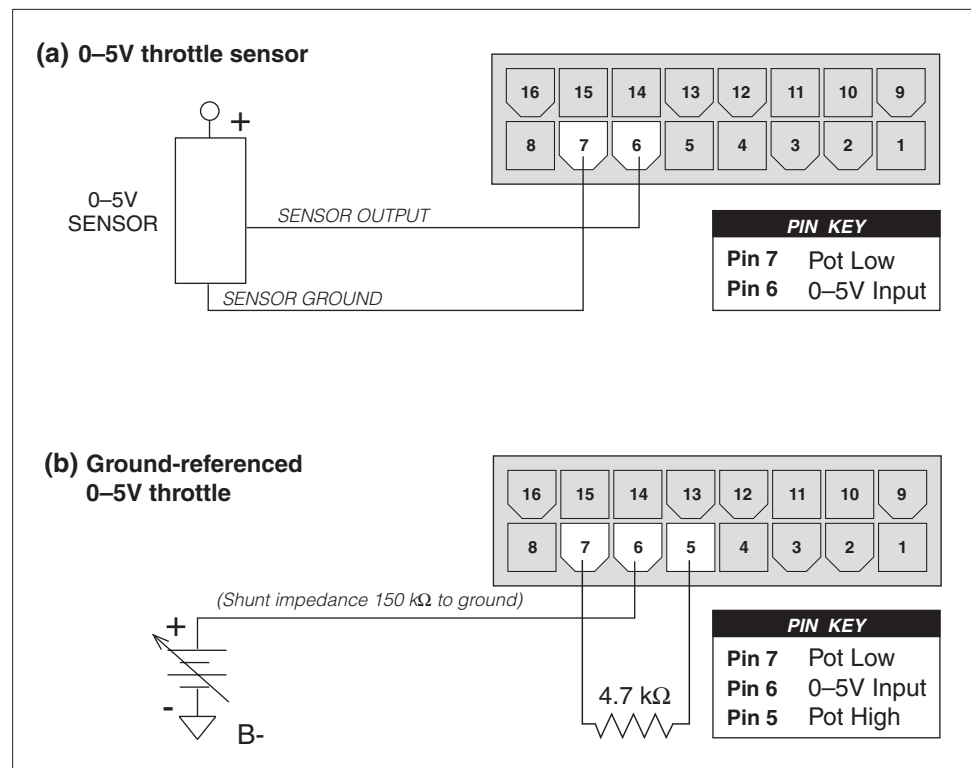 (a) 0–5V throttle sensor
16 15 14 13 12 11 10 9
8 7 6 5 4 3 2 1
+
0–5V
SENSOR
SENSOR OUTPUT
SENSOR GROUND
PIN KEY
Pin 7 Pot Low
Pin 6 0–5V Input
(b) Ground-referenced
0–5V throttle
16 15 14 13 12 11 10 9
8 7 6 5 4 3 2 1
(Shunt impedance 150 kΩ to ground)
+
-
B-
4.7 kΩ
PIN KEY
Pin 7 Pot Low
Pin 6 0–5V Input
Pin 5 Pot High